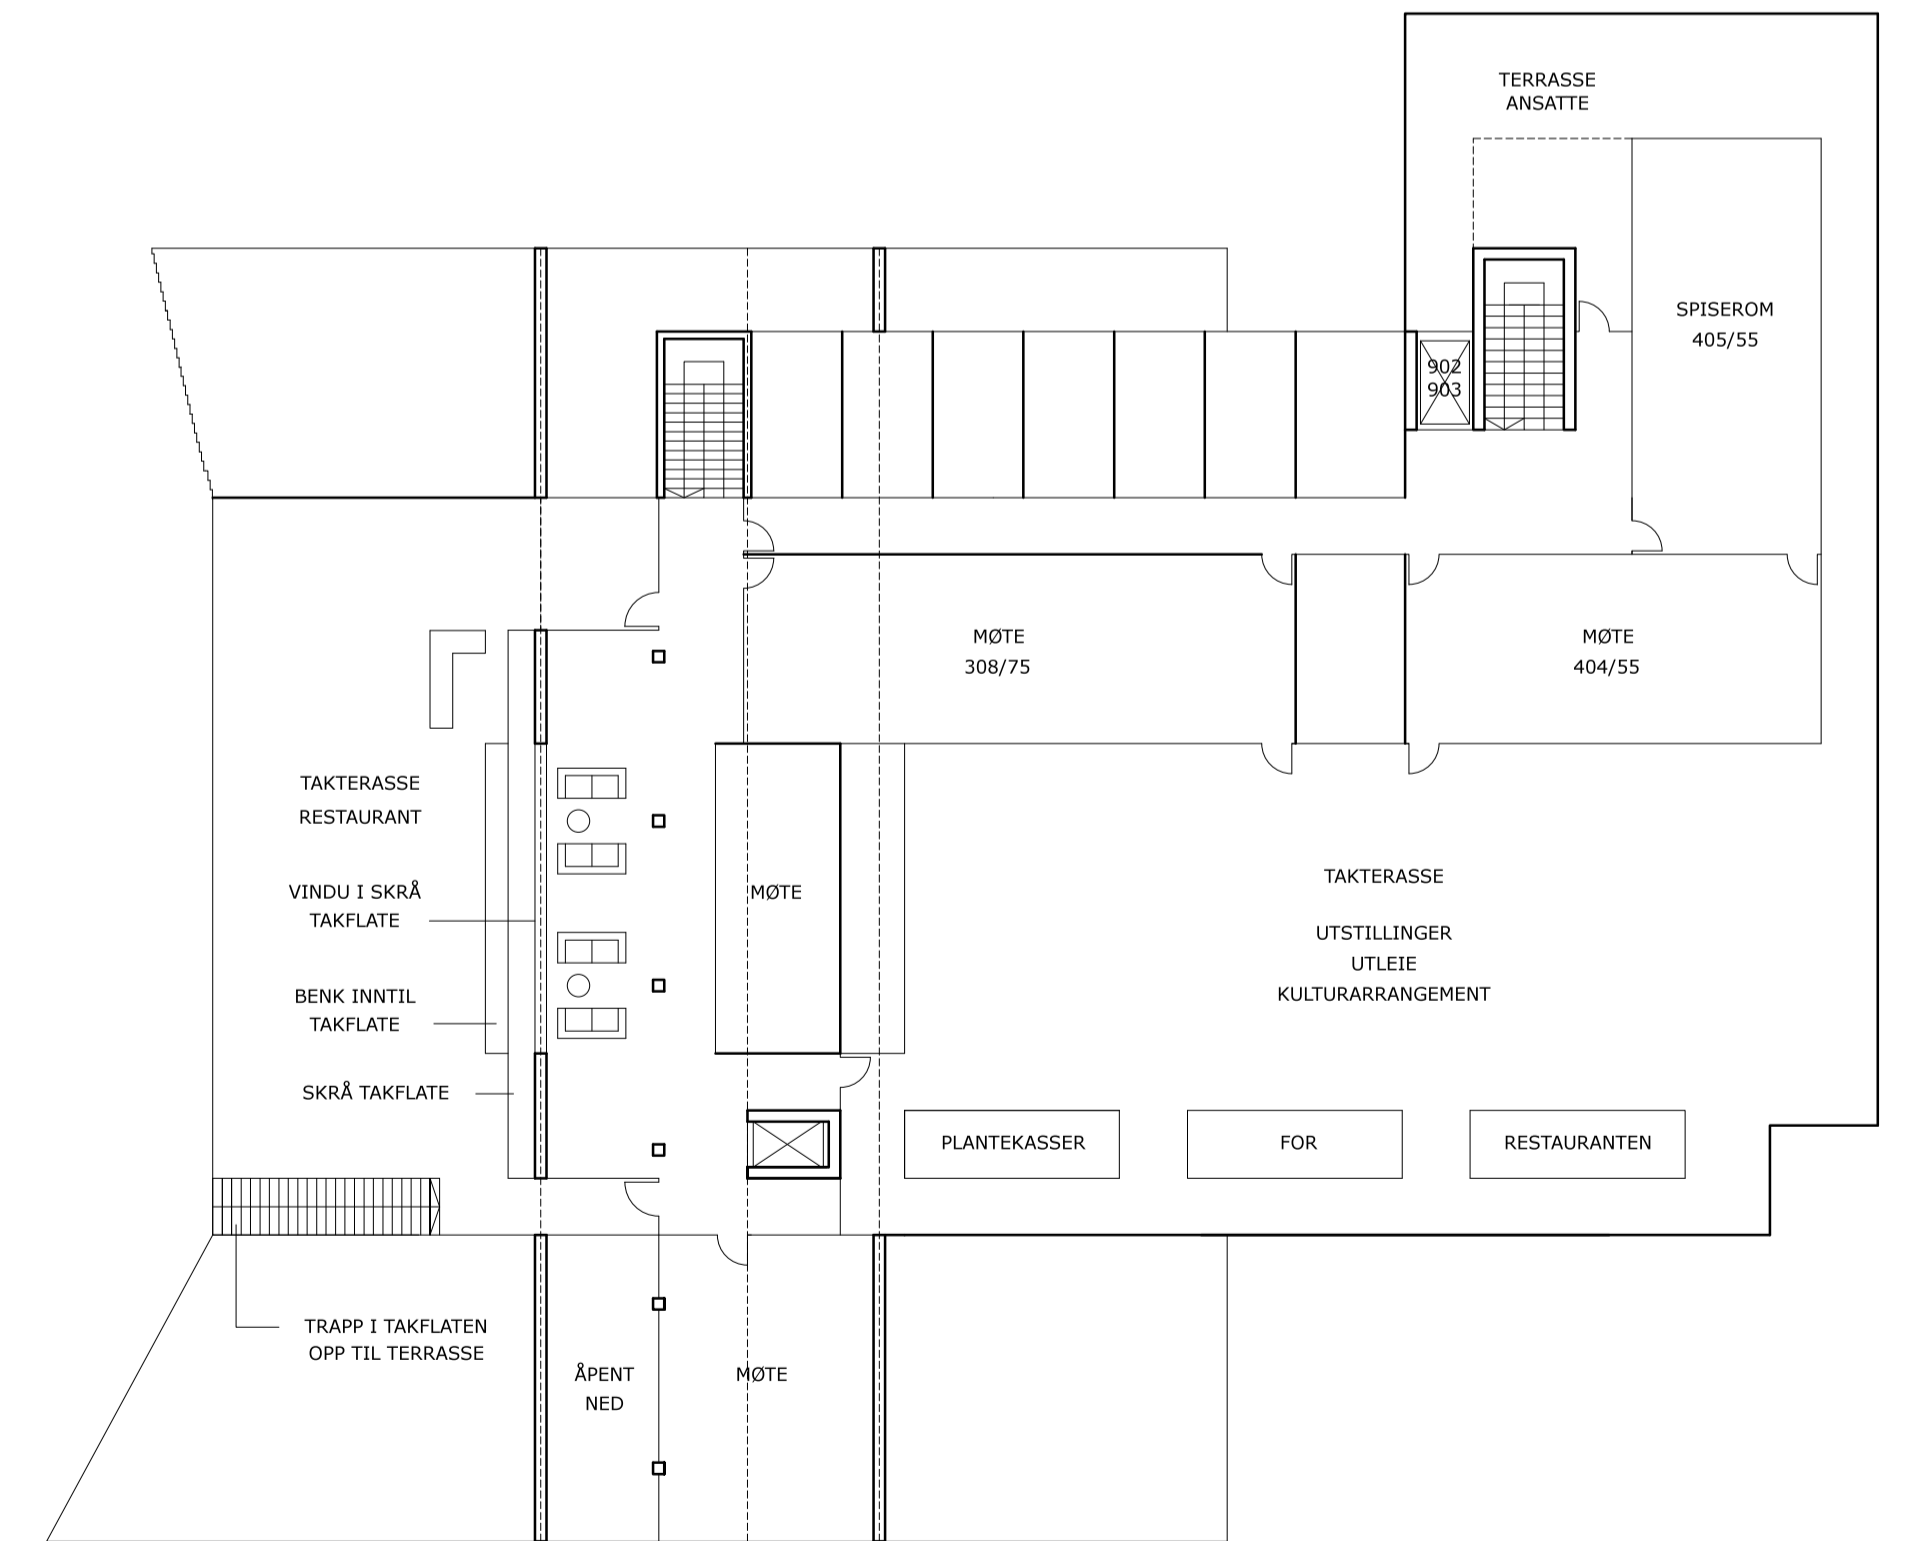 TERRASSE
ANSATTE
SPISEROM
405/55
902
903
MØTE
308/75
MØTE
404/55
TAKTERASSE
RESTAURANT
VINDU I SKRÅ
TAKFLATE
BENK INNTIL
TAKFLATE
SKRÅ TAKFLATE
MØTE
TAKTERASSE
UTSTILLINGER
UTLEIE
KULTURARRANGEMENT
PLANTEKASSER
FOR
RESTAURANTEN
TRAPP I TAKFLATEN
OPP TIL TERRASSE
ÅPENT
NED
MØTE